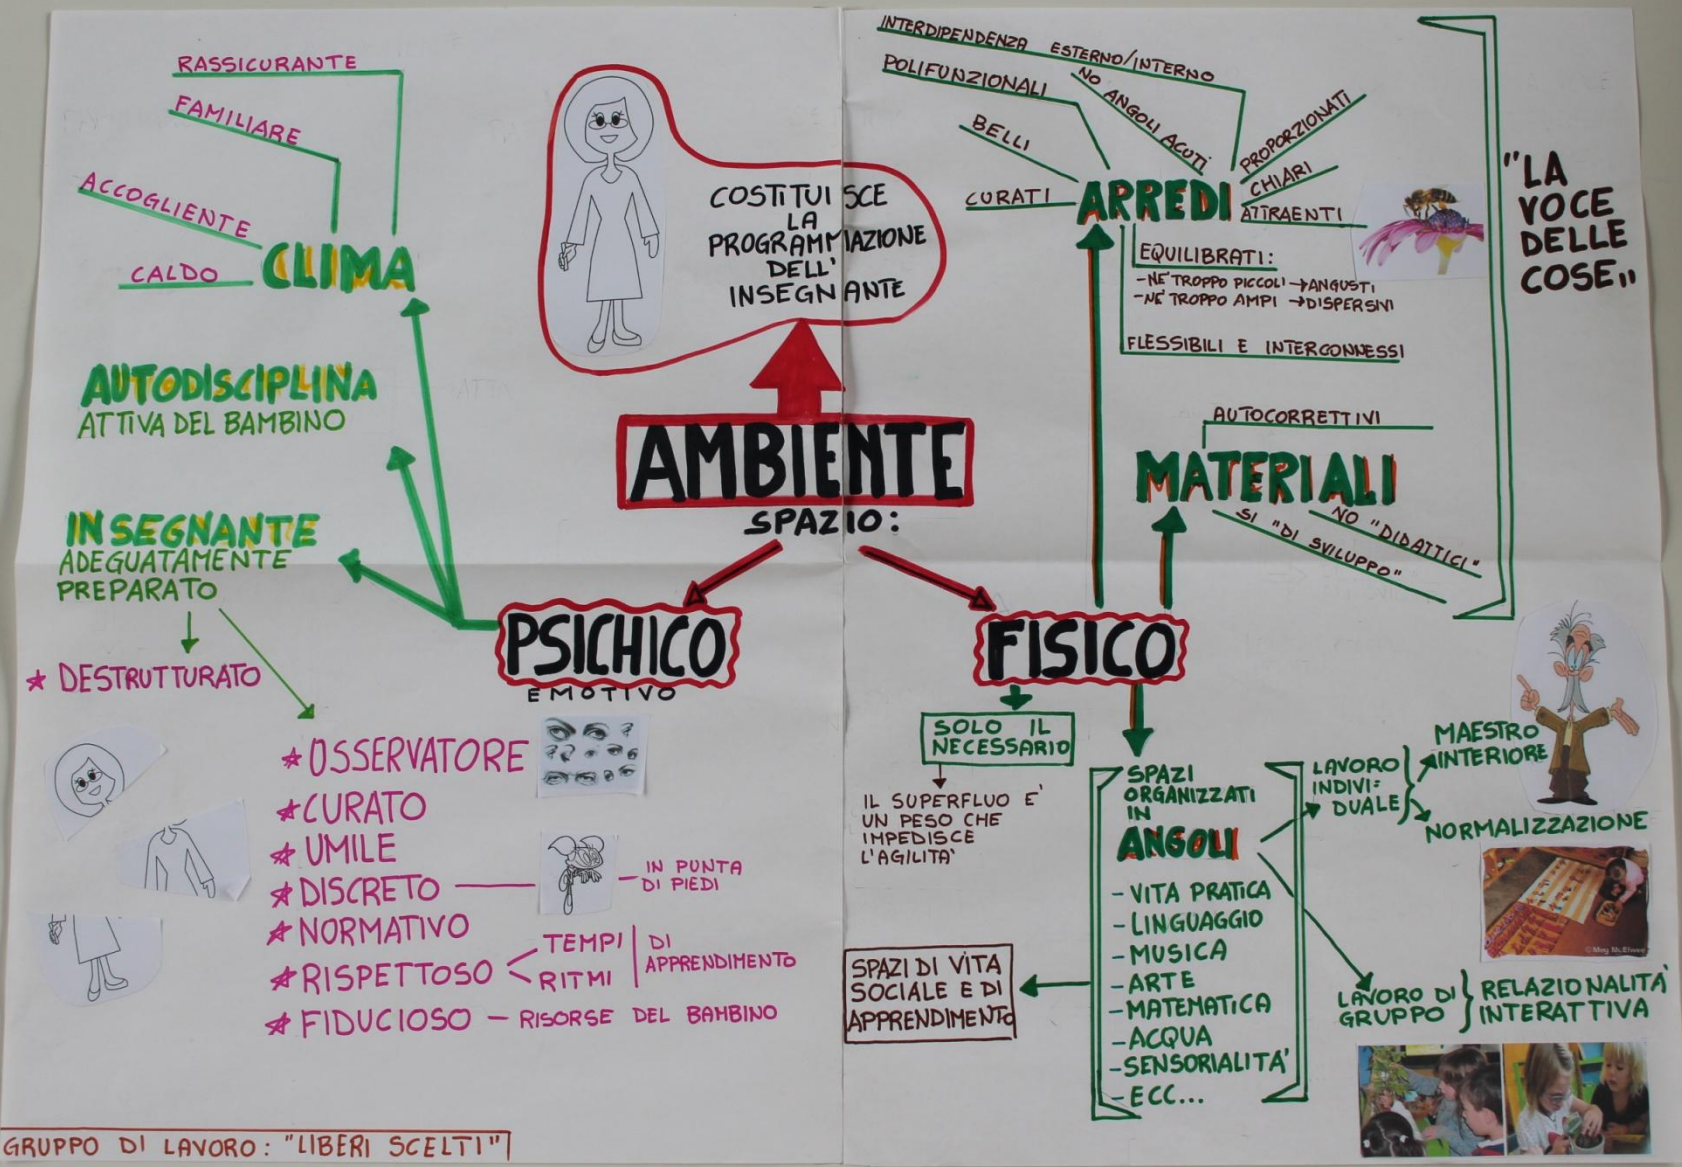 RASSICURANTE
FAMILIARE
ACCOGLIENTE
CALDO
CLIMA
AUTODISCIPLINA
ATTIVA DEL BAMBINO
INSEGNANTE
ADEGUATAMENTE
PREPARATO
* DESTRUTTURATO
* OSSERVATORE
* CURATO
* UMILE
* DISCRETO
IN PUNTA
DI PIEDI
* NORMATIVO
* RISPETTOSO
TEMPI
RITMI
DI
APPRENDIMENTO
* FIDUCIOSO - RISORSE DEL BAMBINO
GRUPPO DI LAVORO: "LIBERI SCELTI"
COSTITUISCE
LA
PROGRAMMAZIONE
DELL'
INSEGNANTE
AMBIENTE
SPAZIO:
PSICHICO
EMOTIVO
FISICO
INTERDIPENDENZA ESTERNO/INTERNO
POLIFUNZIONALI
NO ANGOLI ACUTI
BELLI
PROPORZIONATI
CURATI
ARREDI
CHIARI
ATTRAENTI
EQUILIBRATI:
-NE' TROPPO PICCOLI →ANGUSTI
-NE' TROPPO AMPI →DISPERSIVI
FLESSIBILI E INTERCONNESSI
AUTOCORRETTIVI
MATERIALI
SI "DI SVILUPPO"
NO "DIDATTICI"
"LA
VOCE
DELLE
COSE"
SOLO IL
NECESSARIO
IL SUPERFLUO E'
UN PESO CHE
IMPEDISCE
L'AGILITA'
SPAZI
ORGANIZZATI
IN
ANGOLI
- VITA PRATICA
- LINGUAGGIO
- MUSICA
- ARTE
- MATEMATICA
- ACQUA
- SENSORIALITA'
- ECC...
SPAZI DI VITA
SOCIALE E DI
APPRENDIMENTO
LAVORO
INDIVI=
DUALE
MAESTRO
INTERIORE
NORMALIZZAZIONE
LAVORO DI
GRUPPO
RELAZIONALITA'
INTERATTIVA